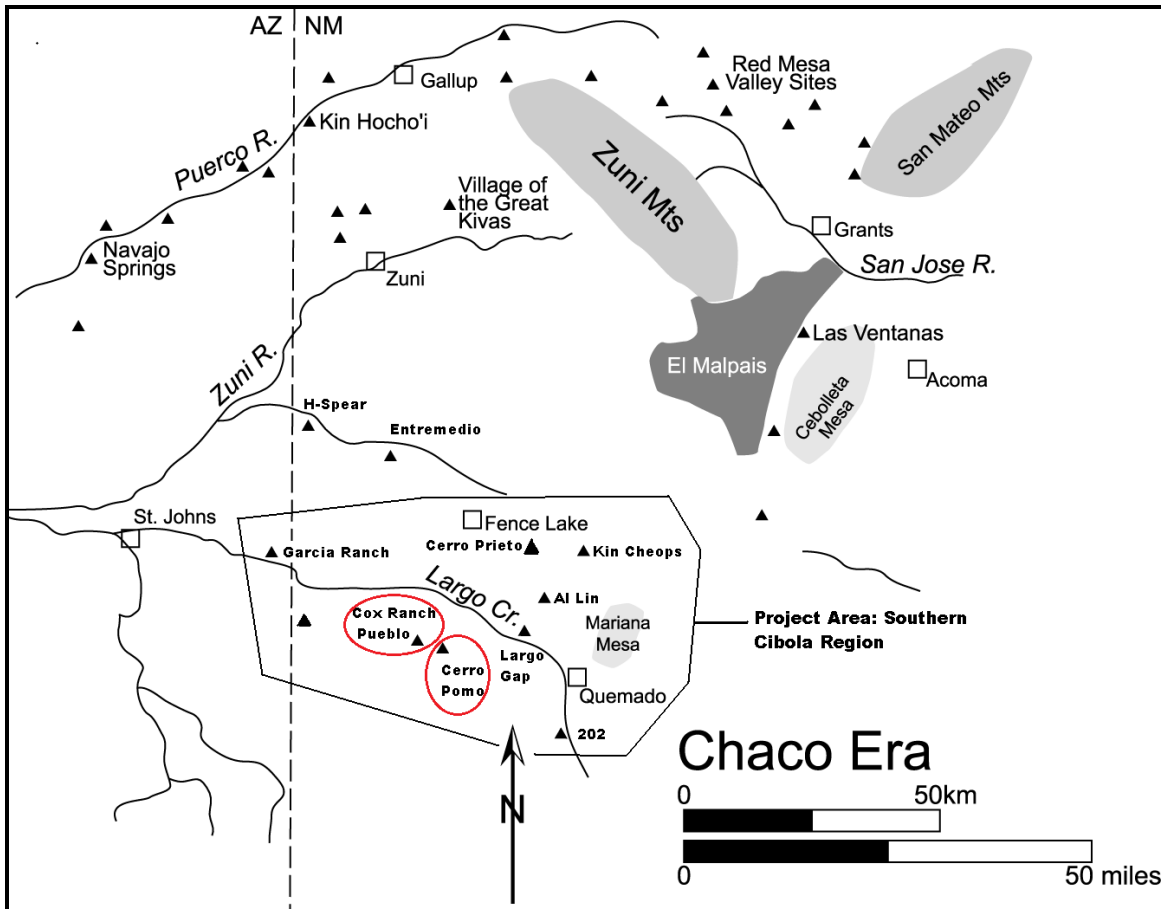 AZ NM
Gallup
Red Mesa
Valley Sites
San Mateo Mts
Kin Hocho'i
Puerco R.
Zuni Mts
Village of
the Great
Kivas
Navajo
Springs
Grants
Zuni
San Jose R.
Las Ventanas
El Malpais
Acoma
Zuni R.
Cebolleta
Mesa
H-Spear
Entremedio
St. Johns
Fence Lake
Garcia Ranch
Cerro Prieto
Kin Cheops
Largo Cr.
Al Lin
Cox Ranch
Pueblo
Mariana
Mesa
Project Area: Southern
Cibola Region
Largo
Gap
Cerro
Pomo
Quemado
202
N
Chaco Era
0 50km
0 50 miles